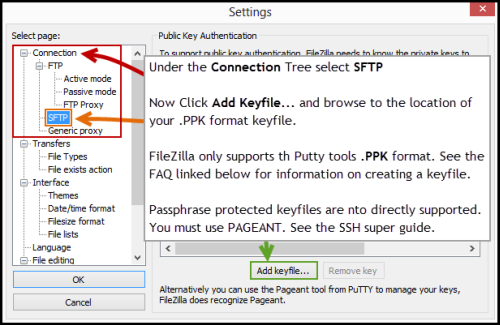 Settings
Select page:
Connection
FTP
Active mode
Passive mode
FTP Proxy
SFTP
Generic proxy
Transfers
File Types
File exists action
Interface
Themes
Date/time format
Filesize format
File lists
Language
File editing
OK
Cancel
Public Key Authentication
To support public key authentication, FileZilla needs to know the private keys to
Under the Connection Tree select SFTP
Now Click Add Keyfile... and browse to the location of
your .PPK format keyfile.
FileZilla only supports th Putty tools .PPK format. See the
FAQ linked below for information on creating a keyfile.
Passphrase protected keyfiles are nto directly supported.
You must use PAGEANT. See the SSH super guide.
Add keyfile...
Remove key
Alternatively you can use the Pageant tool from PuTTY to manage your keys,
FileZilla does recognize Pageant.